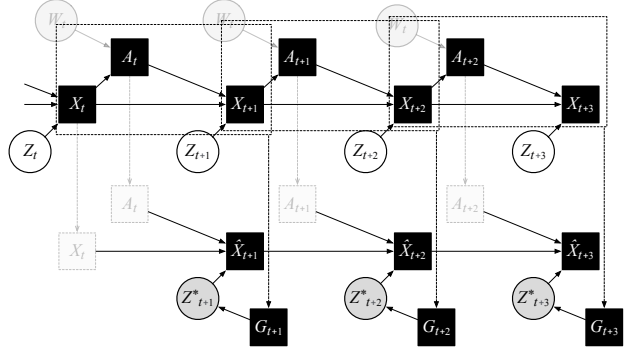 W_t W_t W_t
A_t A_{t+1} A_{t+2}
X_t X_{t+1} X_{t+2} X_{t+3}
Z_t Z_{t+1} Z_{t+2} Z_{t+3}
A_t A_{t+1} A_{t+2}
X_t X̂_{t+1} X̂_{t+2} X̂_{t+3}
Z*_{t+1} Z*_{t+2} Z*_{t+3}
G_{t+1} G_{t+2} G_{t+3}